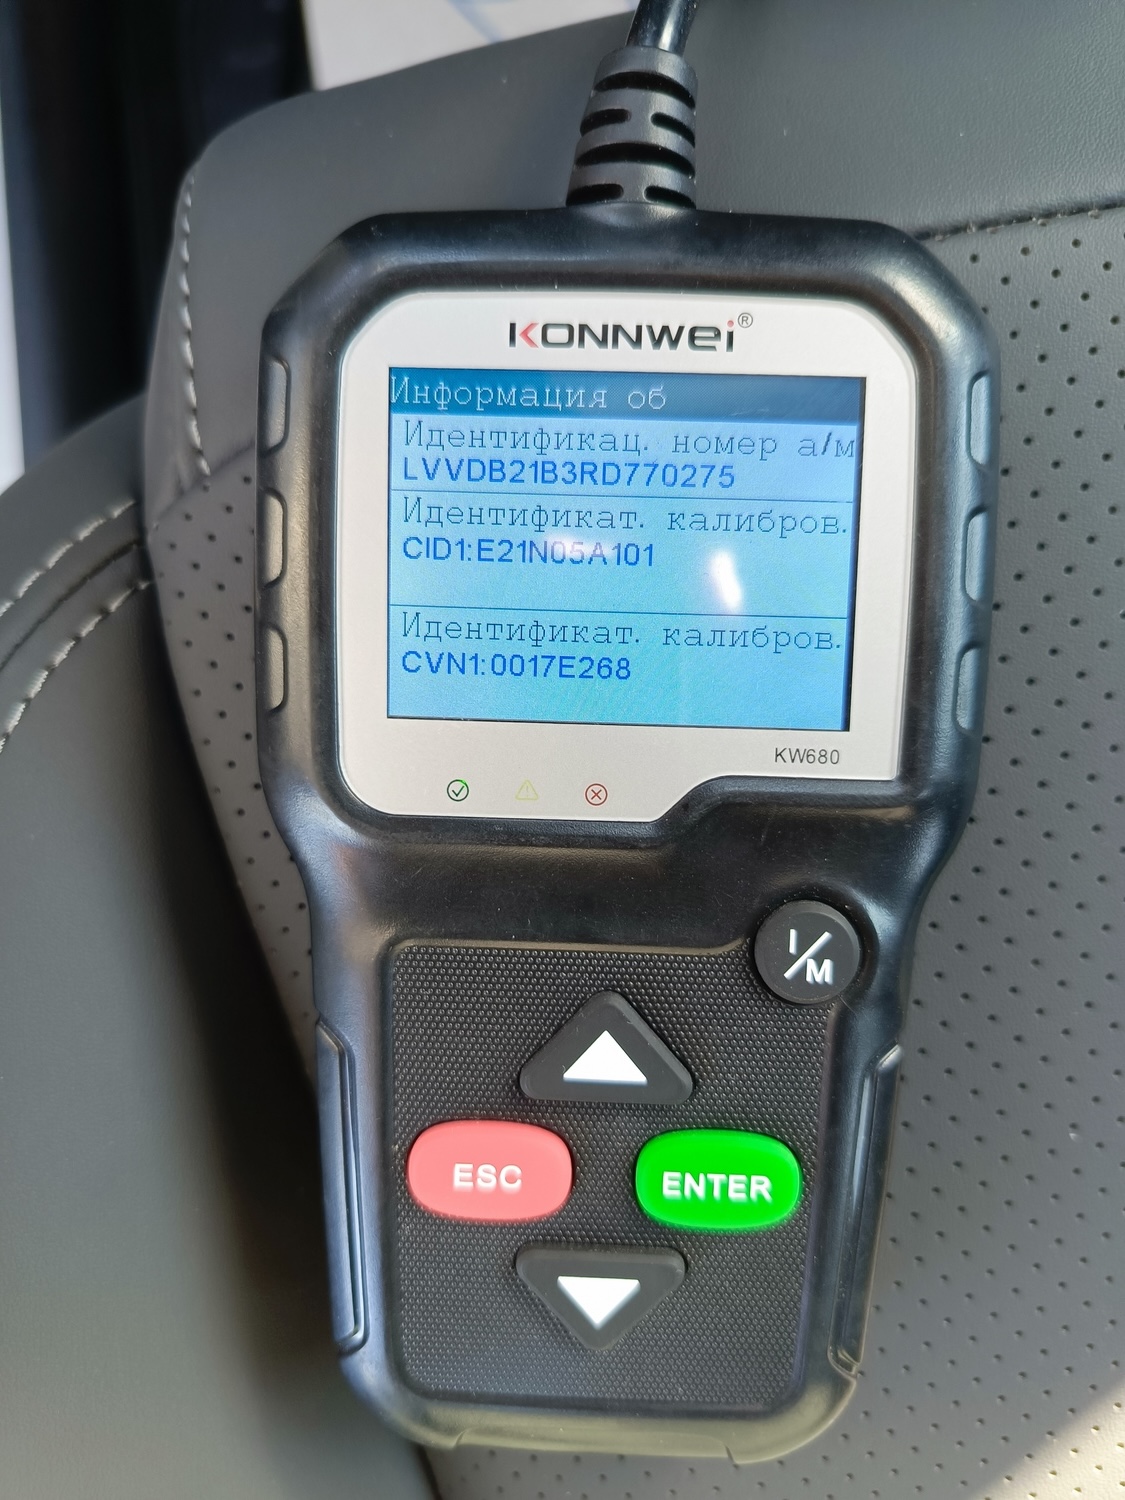 KONNWEI®
Информация об
Идентификац. номер а/м
LVVDB21B3RD770275
Идентификат. калибров.
CID1:E21N05A101
Идентификат. калибров.
CVN1:0017E268
KW680
I/M
ESC
ENTER